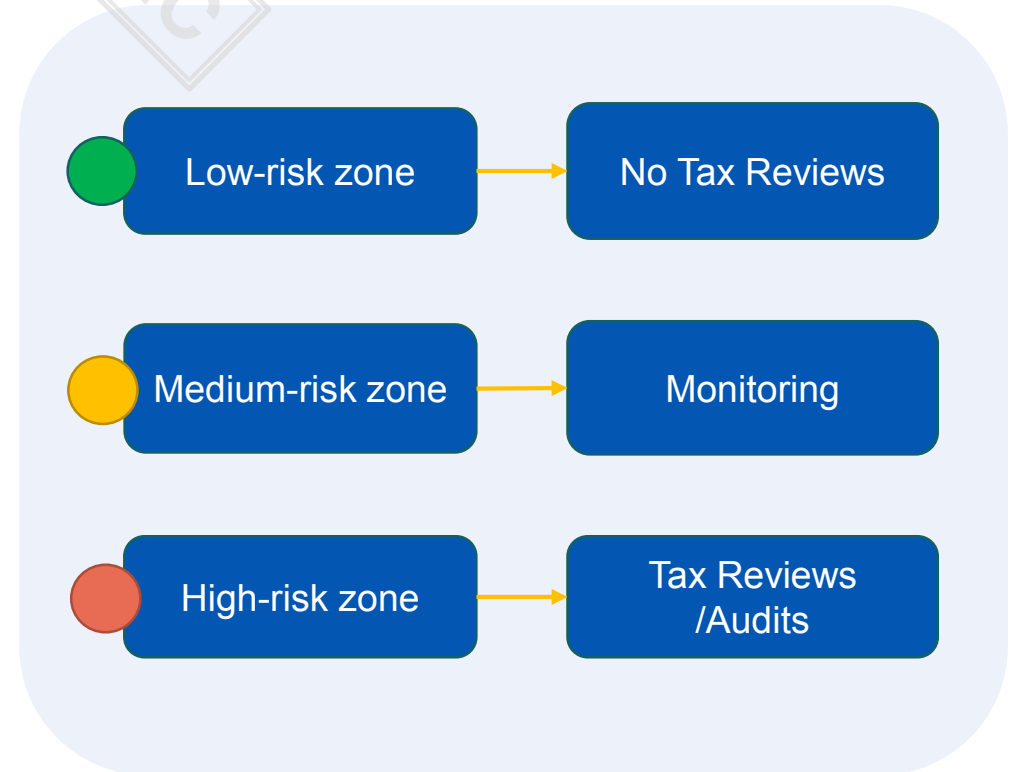 Low-risk zone
No Tax Reviews
Medium-risk zone
Monitoring
High-risk zone
Tax Reviews
/Audits